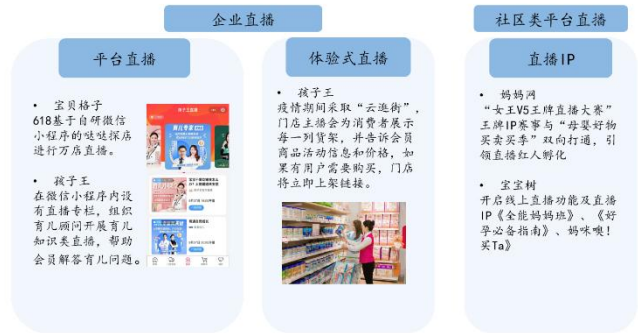 企业直播
社区类平台直播
平台直播
• 宝贝格子
618基于自研微信
小程序的哒哒探店
进行万店直播。
• 孩子王
在微信小程序内设
有直播专栏，组织
育儿顾问开展育儿
知识类直播，帮助
会员解答育儿问题。
体验式直播
• 孩子王
疫情期间采取“云逛街”，
门店主播会为消费者展示
每一列货架，并告诉会员
商品活动信息和价格，如
果有用户需要购买，门店
将立即上架链接。
直播IP
• 妈妈网
“女王V5王牌直播大赛”
王牌IP赛事与“母婴好物
买卖买季”双向打通，引
领直播红人孵化
• 宝宝树
开启线上直播功能及直播
IP《全能妈妈班》、《好
孕必备指南》、妈咪噢！
买Ta》